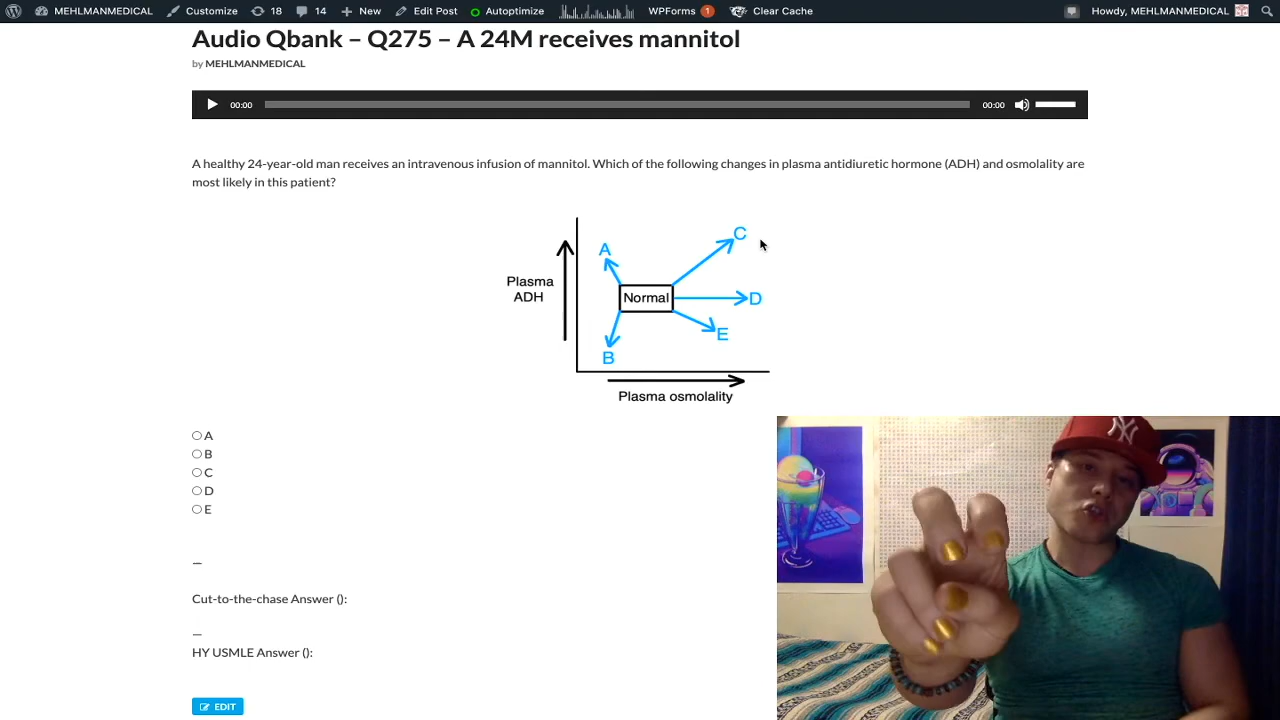 MEHLMANMEDICAL Customize 18 14 New Edit Post Autoptimize WPForms 1 Clear Cache Howdy, MEHLMANMEDICAL
Audio Qbank – Q275 – A 24M receives mannitol
by MEHLMANMEDICAL
00:00 00:00
A healthy 24-year-old man receives an intravenous infusion of mannitol. Which of the following changes in plasma antidiuretic hormone (ADH) and osmolality are
most likely in this patient?
C
A
Plasma
ADH
Normal
D
E
B
Plasma osmolality
A
B
C
D
E
—
Cut-to-the-chase Answer ():
—
HY USMLE Answer ():
EDIT
NY